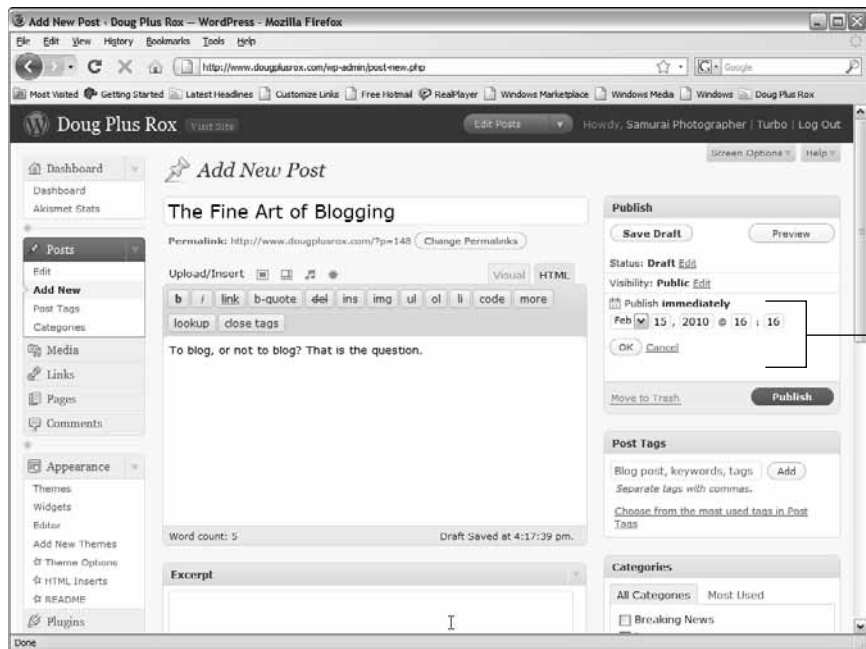 Add New Post ‹ Doug Plus Rox — WordPress - Mozilla Firefox
File Edit View History Bookmarks Tools Help
http://www.dougplusrox.com/wp-admin/post-new.php
Google
Most Visited Getting Started Latest Headlines Customize Links Free Hotmail RealPlayer Windows Marketplace Windows Media Windows Doug Plus Rox
Doug Plus Rox Visit Site Edit Posts Howdy, Samurai Photographer | Turbo | Log Out
Screen Options Help
Dashboard
Dashboard
Akismet Stats
Posts
Edit
Add New
Post Tags
Categories
Media
Links
Pages
Comments
Appearance
Themes
Widgets
Editor
Add New Themes
Theme Options
HTML Inserts
README
Plugins
Add New Post
The Fine Art of Blogging
Permalink: http://www.dougplusrox.com/?p=148 Change Permalinks
Upload/Insert Visual HTML
b i link b-quote del ins img ul ol li code more
lookup close tags
To blog, or not to blog? That is the question.
Word count: 5 Draft Saved at 4:17:39 pm.
Excerpt
Publish
Save Draft Preview
Status: Draft Edit
Visibility: Public Edit
Publish immediately
Feb 15, 2010 @ 16 : 16
OK Cancel
Move to Trash Publish
Post Tags
Blog post, keywords, tags Add
Separate tags with commas.
Choose from the most used tags in Post
Tags
Categories
All Categories Most Used
Breaking News
Done